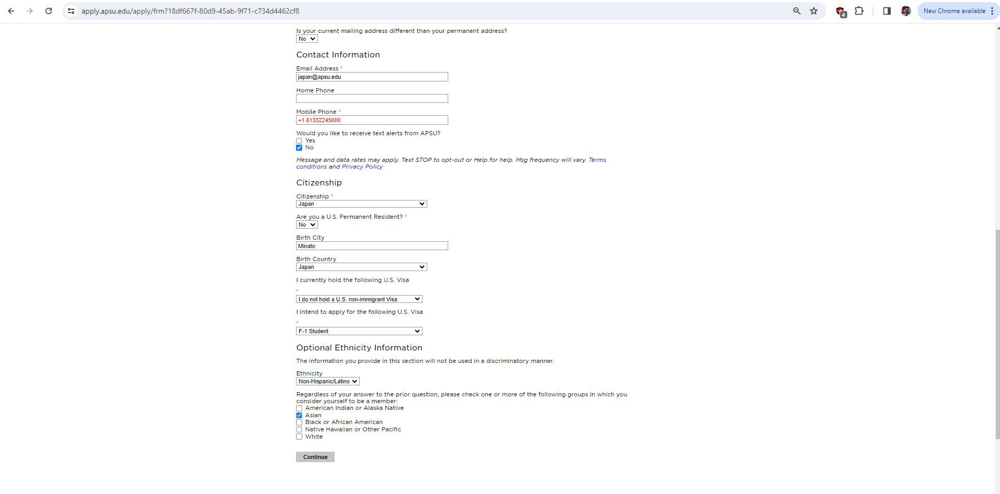 apply.apsu.edu/apply/frm?18df667f-80d9-45ab-9f71-c734d4462cf8
4
New Chrome available
Is your current mailing address different than your permanent address?
No
Contact Information
Email Address *
japan@apsu.edu
Home Phone
Mobile Phone *
+1 81332245000
Would you like to receive text alerts from APSU?
Yes
No
Message and data rates may apply. Text STOP to opt-out or Help for help. Msg frequency will vary. Terms
conditions and Privacy Policy
Citizenship
Citizenship *
Japan
Are you a U.S. Permanent Resident? *
No
Birth City
Minato
Birth Country
Japan
I currently hold the following U.S. Visa
*
I do not hold a U.S. non-immigrant Visa
I intend to apply for the following U.S. Visa
*
F-1 Student
Optional Ethnicity Information
The information you provide in this section will not be used in a discriminatory manner.
Ethnicity
Non-Hispanic/Latino
Regardless of your answer to the prior question, please check one or more of the following groups in which you
consider yourself to be a member:
American Indian or Alaska Native
Asian
Black or African American
Native Hawaiian or Other Pacific
White
Continue